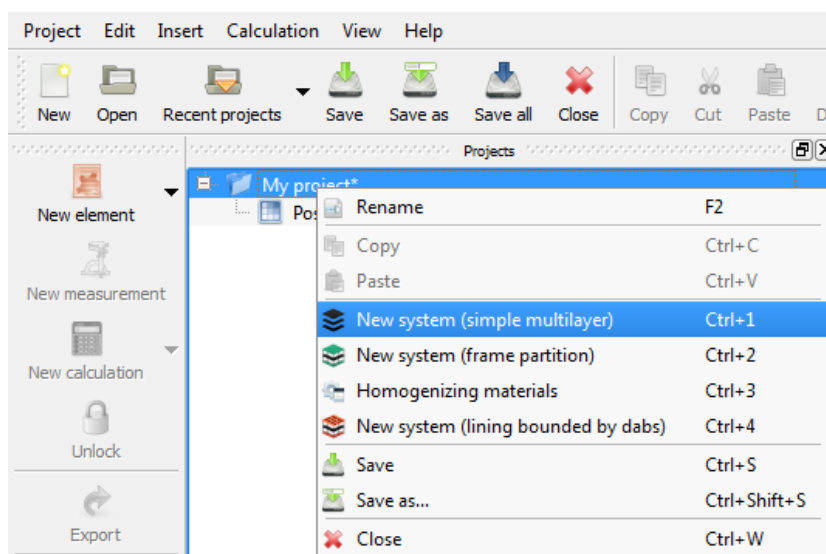 Project Edit Insert Calculation View Help
New Open Recent projects Save Save as Save all Close Copy Cut Paste
Projects
New element
New measurement
New calculation
Unlock
Export
My project*
Rename F2
Copy Ctrl+C
Paste Ctrl+V
New system (simple multilayer) Ctrl+1
New system (frame partition) Ctrl+2
Homogenizing materials Ctrl+3
New system (lining bounded by dabs) Ctrl+4
Save Ctrl+S
Save as... Ctrl+Shift+S
Close Ctrl+W